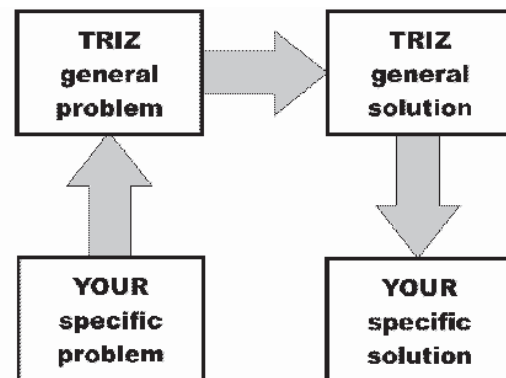 TRIZ
general
problem
TRIZ
general
solution
YOUR
specific
problem
YOUR
specific
solution